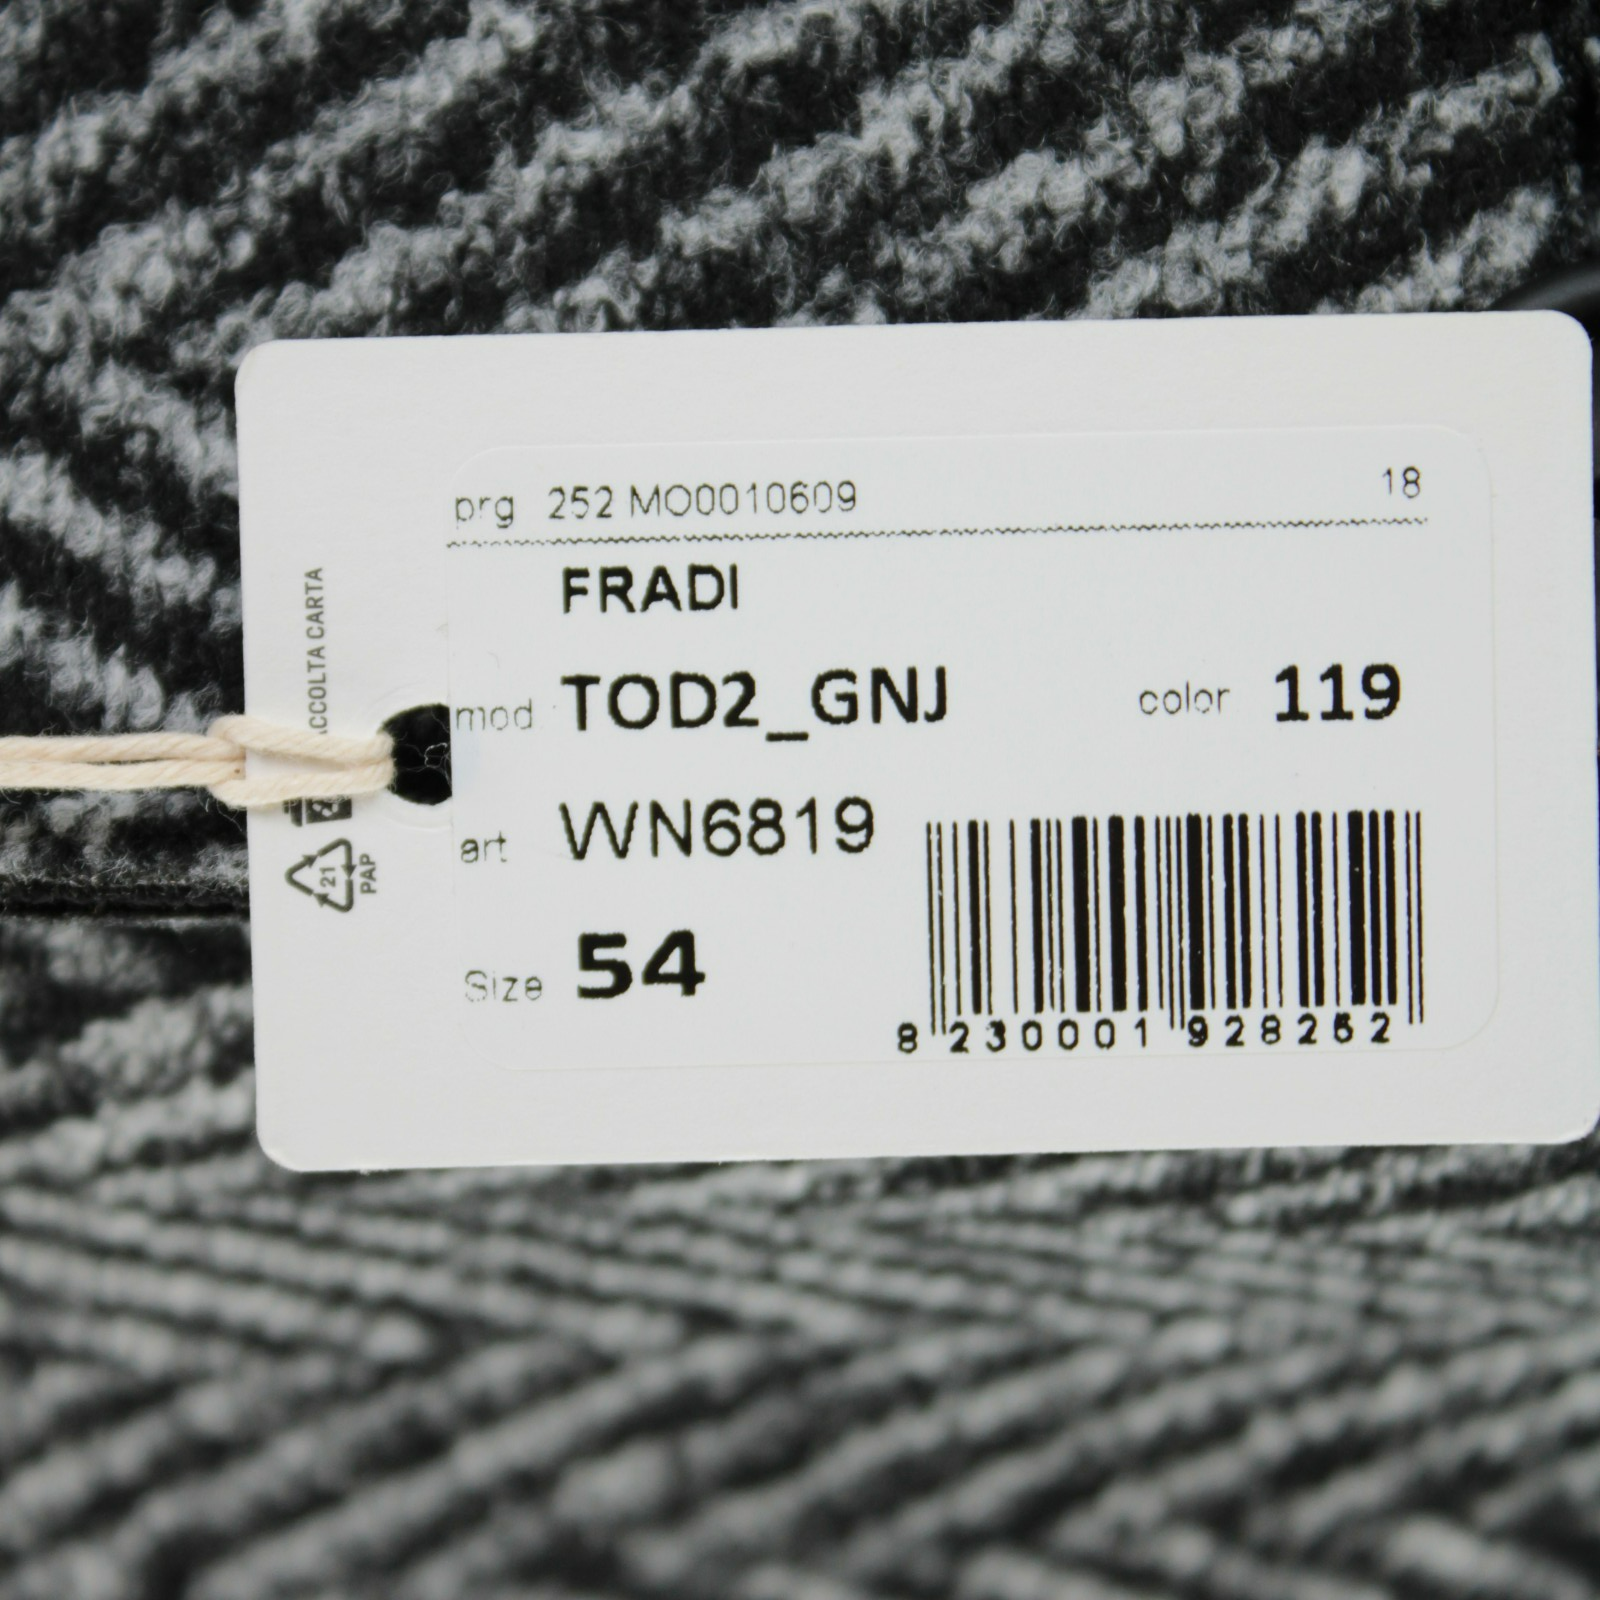 prg 252 MO0010609 18
FRADI
mod TOD2_GNJ color 119
art WN6819
Size 54
8 230001 928262
CARTA
21
PAP